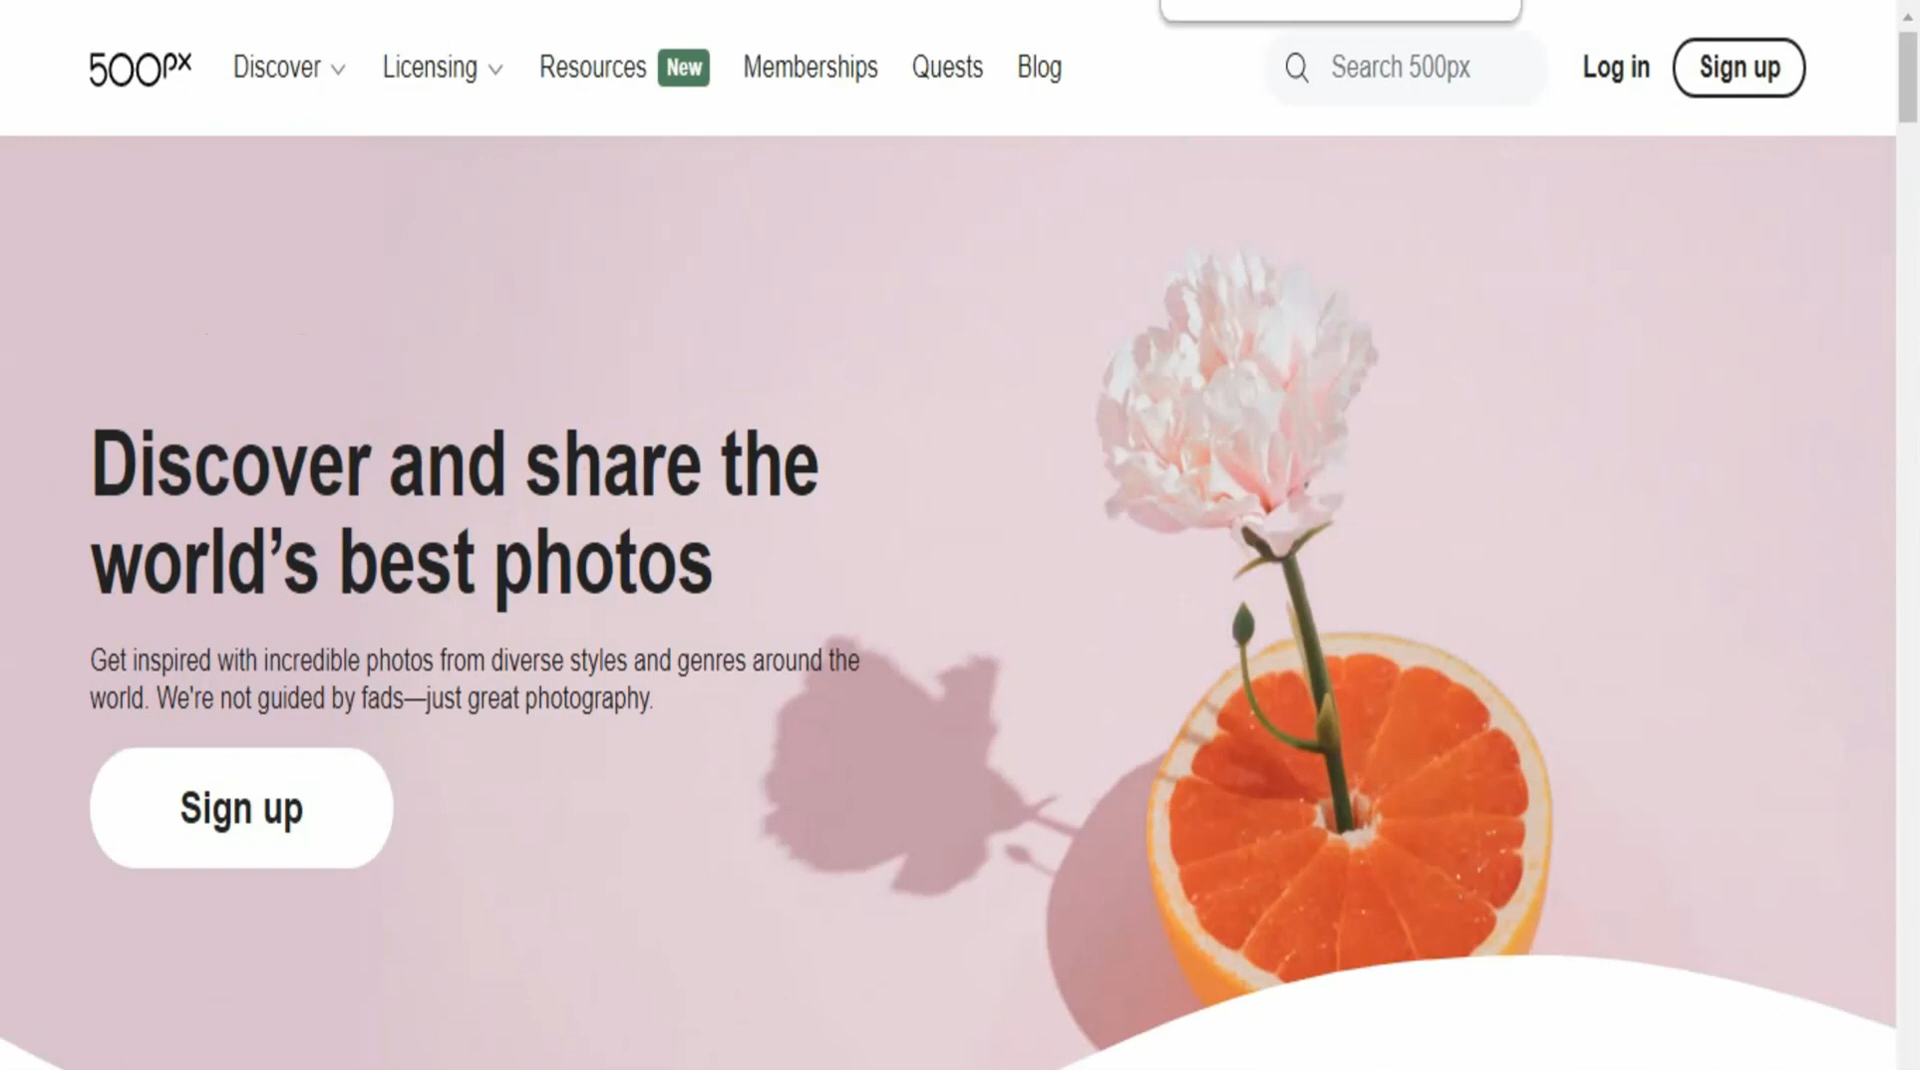 500px Discover Licensing Resources New Memberships Quests Blog Search 500px Log in Sign up
Discover and share the
world’s best photos
Get inspired with incredible photos from diverse styles and genres around the
world. We're not guided by fads—just great photography.
Sign up